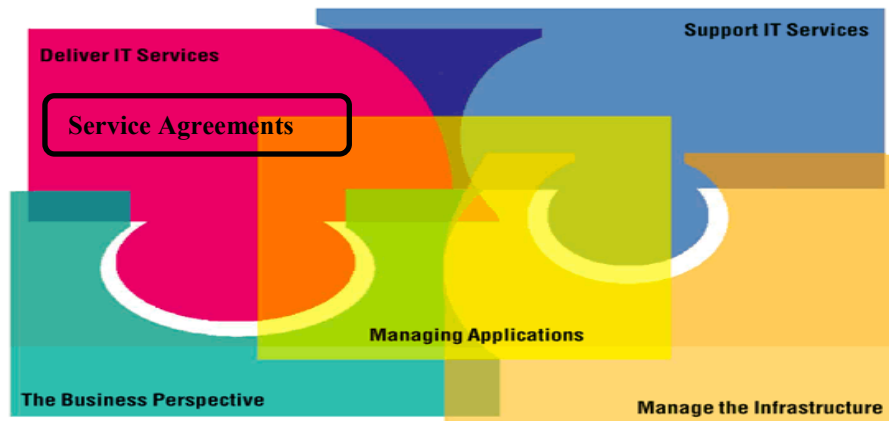 Deliver IT Services
Support IT Services
Service Agreements
Managing Applications
The Business Perspective
Manage the Infrastructure